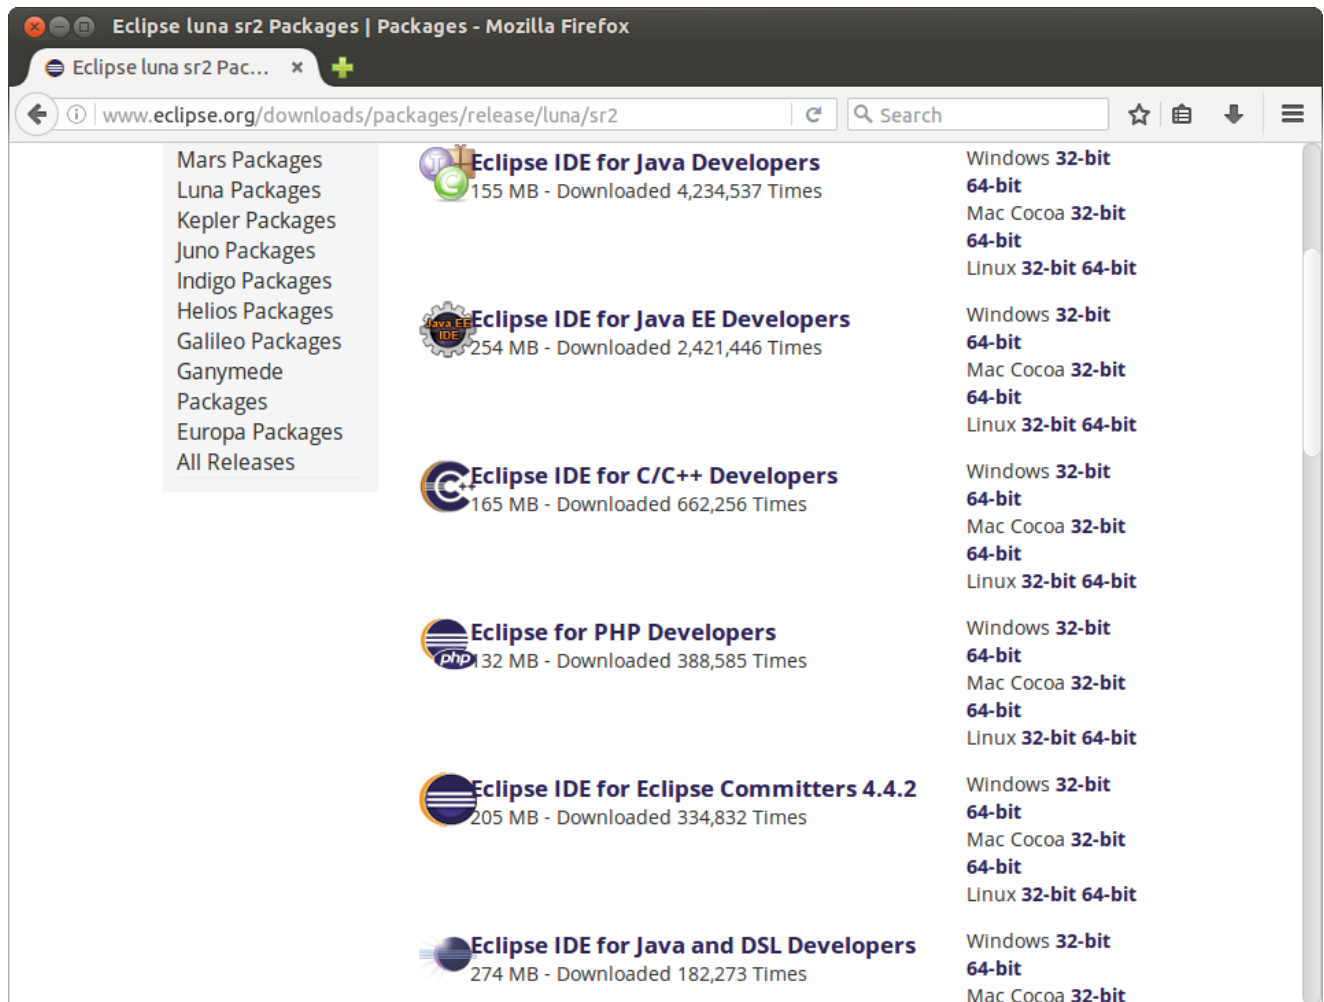 Eclipse luna sr2 Packages | Packages - Mozilla Firefox
Eclipse luna sr2 Pac...
www.eclipse.org/downloads/packages/release/luna/sr2
Search
Mars Packages
Luna Packages
Kepler Packages
Juno Packages
Indigo Packages
Helios Packages
Galileo Packages
Ganymede
Packages
Europa Packages
All Releases
Eclipse IDE for Java Developers
155 MB - Downloaded 4,234,537 Times
Windows 32-bit
64-bit
Mac Cocoa 32-bit
64-bit
Linux 32-bit 64-bit
Java EE
IDE
Eclipse IDE for Java EE Developers
254 MB - Downloaded 2,421,446 Times
Windows 32-bit
64-bit
Mac Cocoa 32-bit
64-bit
Linux 32-bit 64-bit
C++
Eclipse IDE for C/C++ Developers
165 MB - Downloaded 662,256 Times
Windows 32-bit
64-bit
Mac Cocoa 32-bit
64-bit
Linux 32-bit 64-bit
php
Eclipse for PHP Developers
132 MB - Downloaded 388,585 Times
Windows 32-bit
64-bit
Mac Cocoa 32-bit
64-bit
Linux 32-bit 64-bit
Eclipse IDE for Eclipse Committers 4.4.2
205 MB - Downloaded 334,832 Times
Windows 32-bit
64-bit
Mac Cocoa 32-bit
64-bit
Linux 32-bit 64-bit
Eclipse IDE for Java and DSL Developers
274 MB - Downloaded 182,273 Times
Windows 32-bit
64-bit
Mac Cocoa 32-bit